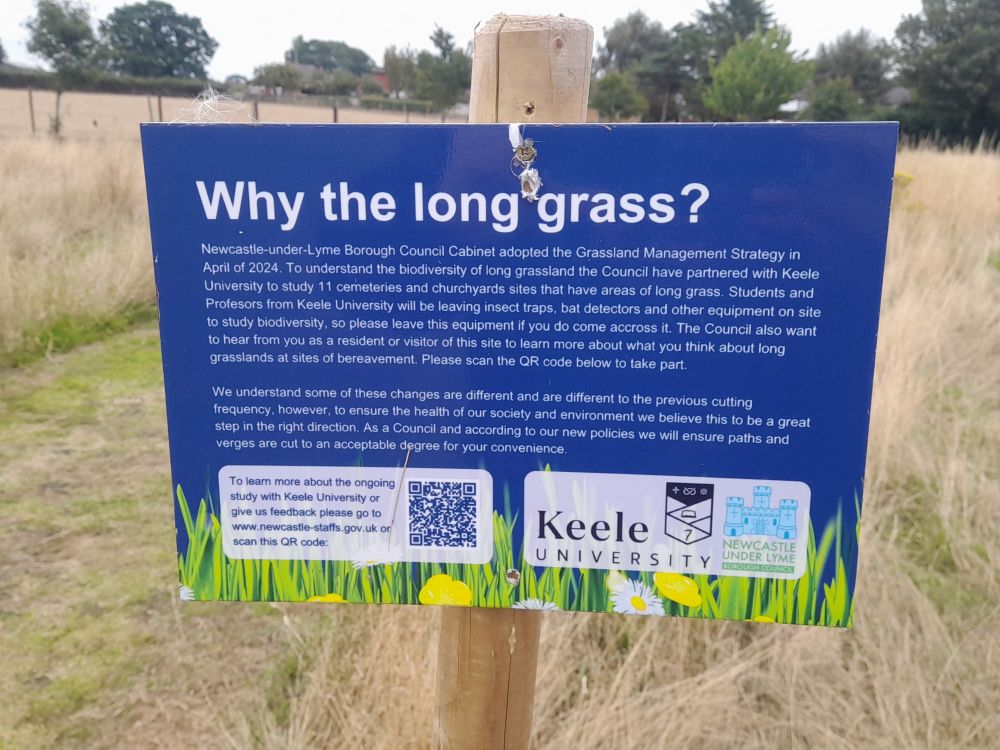 Why the long grass?
Newcastle-under-Lyme Borough Council Cabinet adopted the Grassland Management Strategy in
April of 2024. To understand the biodiversity of long grassland the Council have partnered with Keele
University to study 11 cemeteries and churchyards sites that have areas of long grass. Students and
Profesors from Keele University will be leaving insect traps, bat detectors and other equipment on site
to study biodiversity, so please leave this equipment if you do come accross it. The Council also want
to hear from you as a resident or visitor of this site to learn more about what you think about long
grasslands at sites of bereavement. Please scan the QR code below to take part.
We understand some of these changes are different and are different to the previous cutting
frequency, however, to ensure the health of our society and environment we believe this to be a great
step in the right direction. As a Council and according to our new policies we will ensure paths and
verges are cut to an acceptable degree for your convenience.
To learn more about the ongoing
study with Keele University or
give us feedback please go to
www.newcastle-staffs.gov.uk or
scan this QR code:
Keele
UNIVERSITY
NEWCASTLE
UNDER LYME
BOROUGH COUNCIL